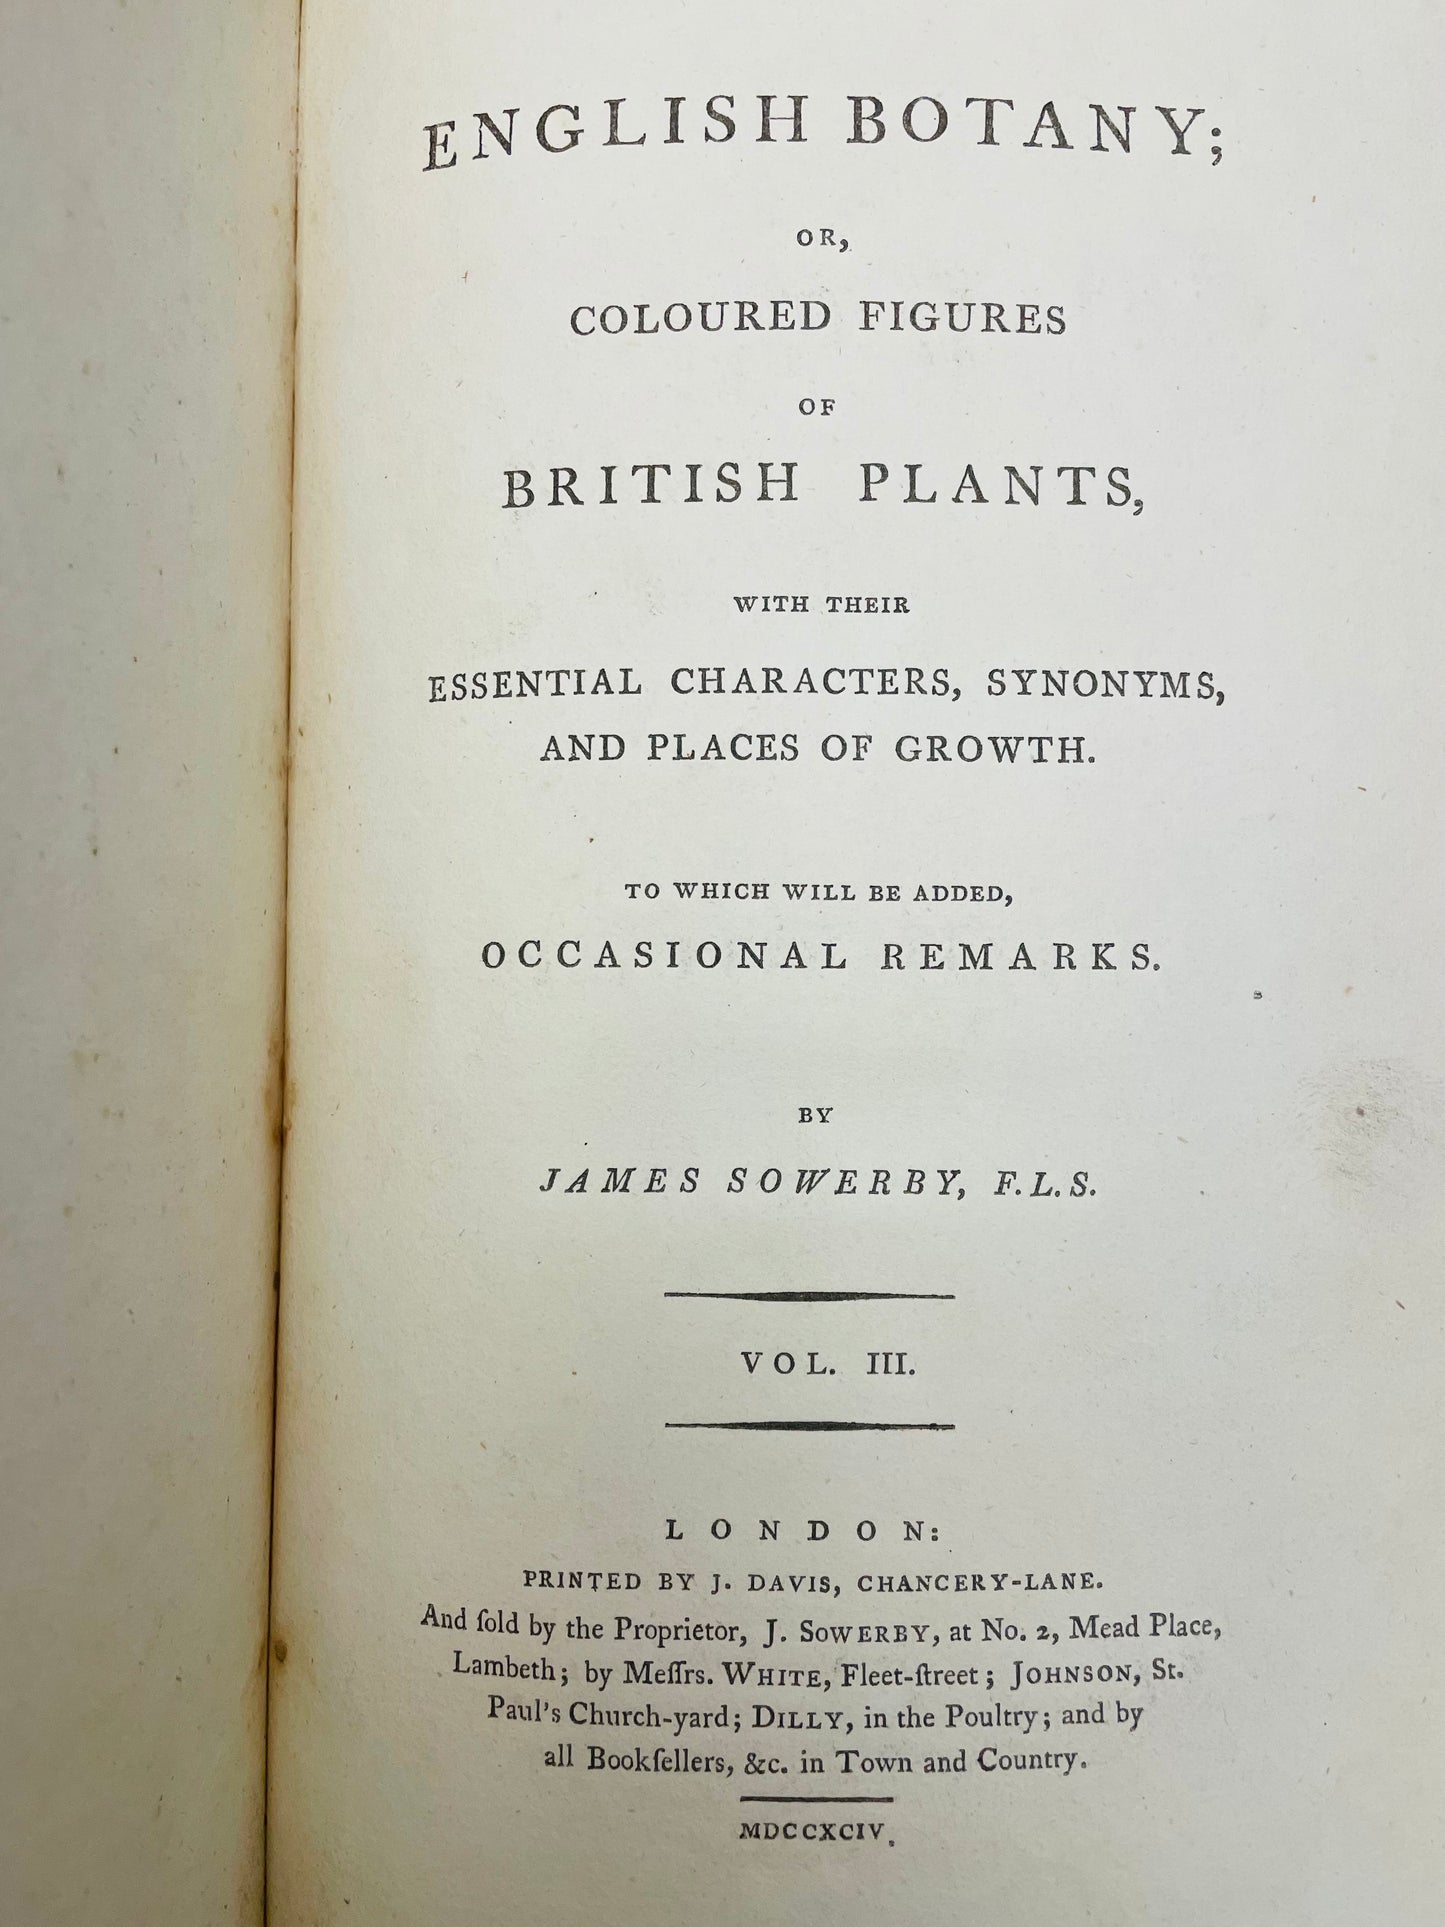 ENGLISH BOTANY;
OR,
COLOURED FIGURES
OF
BRITISH PLANTS,
WITH THEIR
ESSENTIAL CHARACTERS, SYNONYMS,
AND PLACES OF GROWTH.
TO WHICH WILL BE ADDED,
OCCASIONAL REMARKS.
BY
JAMES SOWERBY, F.L.S.
VOL. III.
LONDON:
PRINTED BY J. DAVIS, CHANCERY-LANE.
And ſold by the Proprietor, J. SOWERBY, at No. 2, Mead Place,
Lambeth; by Meſſrs. WHITE, Fleet-ſtreet; JOHNSON, St.
Paul's Church-yard; DILLY, in the Poultry; and by
all Bookſellers, &c. in Town and Country.
MDCCXCIV.